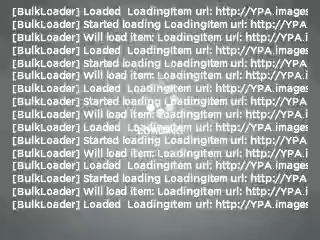 [BulkLoader] Loaded LoadingItem url: http://YPA.images
[BulkLoader] Started loading LoadingItem url: http://YPA
[BulkLoader] Will load item: LoadingItem url: http://YPA.i
[BulkLoader] Loaded LoadingItem url: http://YPA.images
[BulkLoader] Started loading LoadingItem url: http://YPA
[BulkLoader] Will load item: LoadingItem url: http://YPA.i
[BulkLoader] Loaded LoadingItem url: http://YPA.images
[BulkLoader] Started loading LoadingItem url: http://YPA
[BulkLoader] Will load item: LoadingItem url: http://YPA.i
[BulkLoader] Loaded LoadingItem url: http://YPA.images
[BulkLoader] Started loading LoadingItem url: http://YPA
[BulkLoader] Will load item: LoadingItem url: http://YPA.i
[BulkLoader] Loaded LoadingItem url: http://YPA.images
[BulkLoader] Started loading LoadingItem url: http://YPA
[BulkLoader] Will load item: LoadingItem url: http://YPA.i
[BulkLoader] Loaded LoadingItem url: http://YPA.images